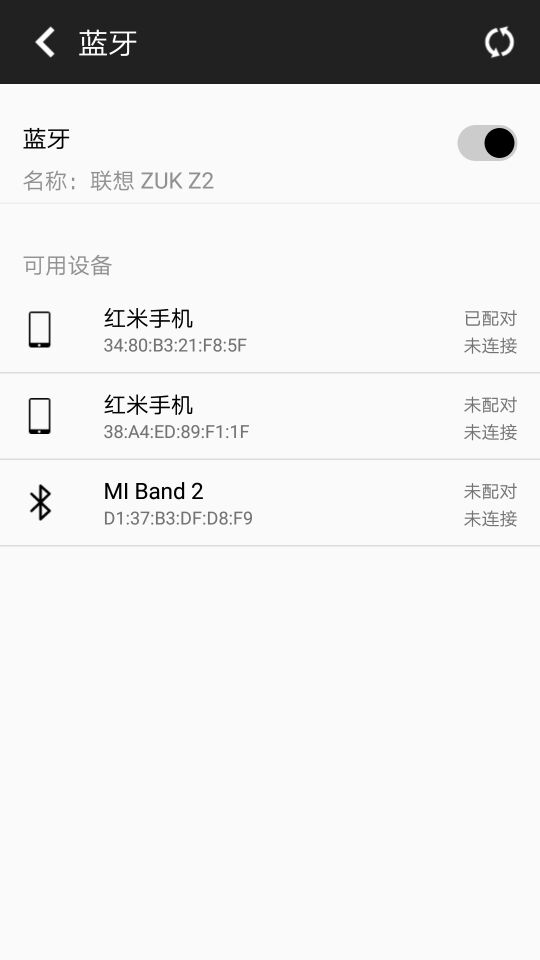 蓝牙
蓝牙
名称：联想 ZUK Z2
可用设备
红米手机
已配对
34:80:B3:21:F8:5F
未连接
红米手机
未配对
38:A4:ED:89:F1:1F
未连接
MI Band 2
未配对
D1:37:B3:DF:D8:F9
未连接